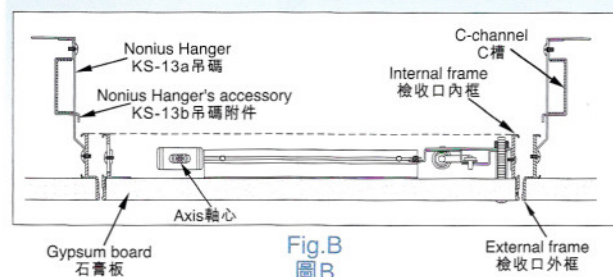 Nonius Hanger
KS-13a吊碼
Nonius Hanger's accessory
KS-13b吊碼附件
C-channel
C槽
Internal frame
檢收口內框
Axis軸心
Gypsum board
石膏板
Fig.B
圖B
External frame
檢收口外框